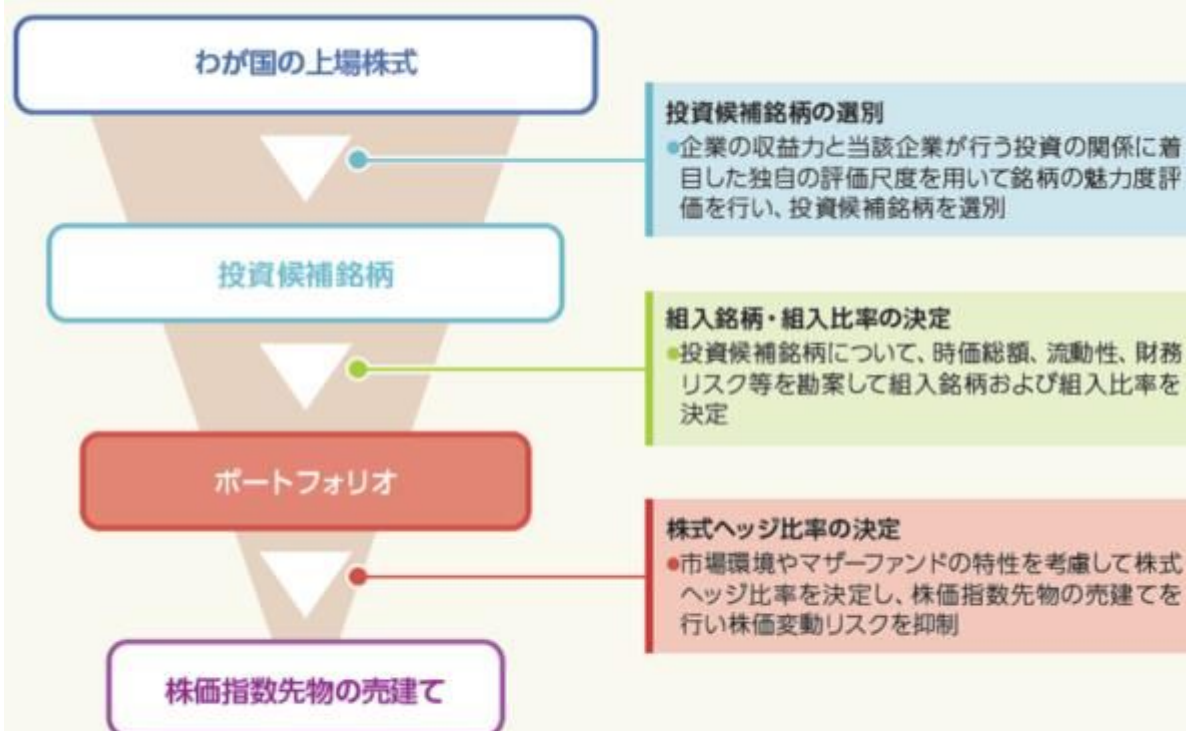 わが国の上場株式
投資候補銘柄の選別
●企業の収益力と当該企業が行う投資の関係に着
目した独自の評価尺度を用いて銘柄の魅力度評
価を行い、投資候補銘柄を選別
投資候補銘柄
組入銘柄・組入比率の決定
●投資候補銘柄について、時価総額、流動性、財務
リスク等を勘案して組入銘柄および組入比率を
決定
ポートフォリオ
株式ヘッジ比率の決定
●市場環境やマザーファンドの特性を考慮して株式
ヘッジ比率を決定し、株価指数先物の売建てを
行い株価変動リスクを抑制
株価指数先物の売建て